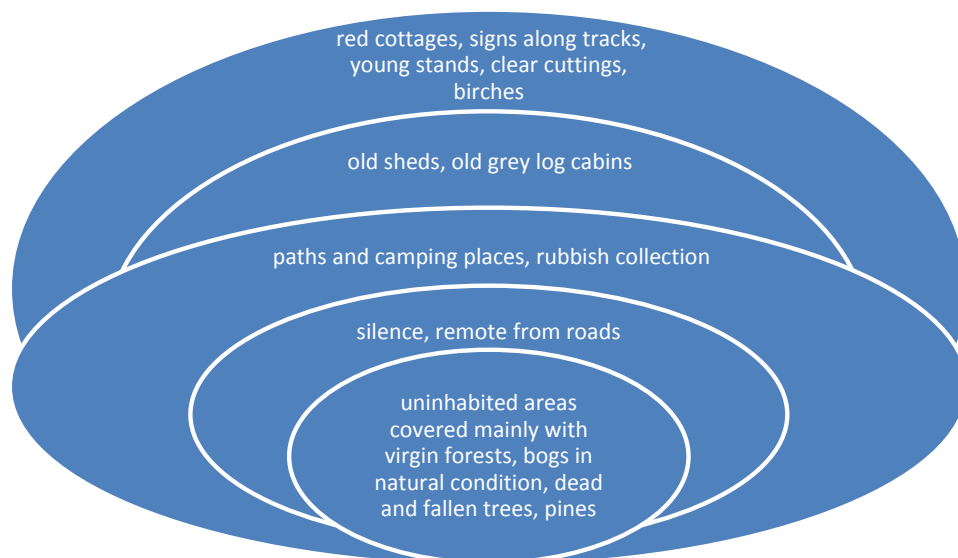 red cottages, signs along tracks,
young stands, clear cuttings,
birches
old sheds, old grey log cabins
paths and camping places, rubbish collection
silence, remote from roads
uninhabited areas
covered mainly with
virgin forests, bogs in
natural condition, dead
and fallen trees, pines